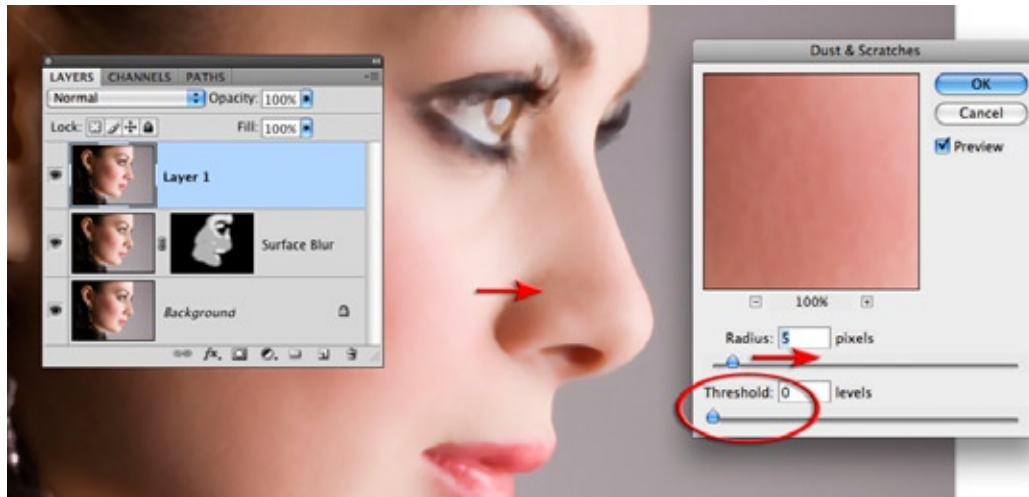 LAYERS CHANNELS PATHS
Normal Opacity: 100%
Lock: Fill: 100%
Layer 1
Surface Blur
Background
fx.
Dust & Scratches
OK
Cancel
Preview
100%
Radius: 5 pixels
Threshold: 0 levels